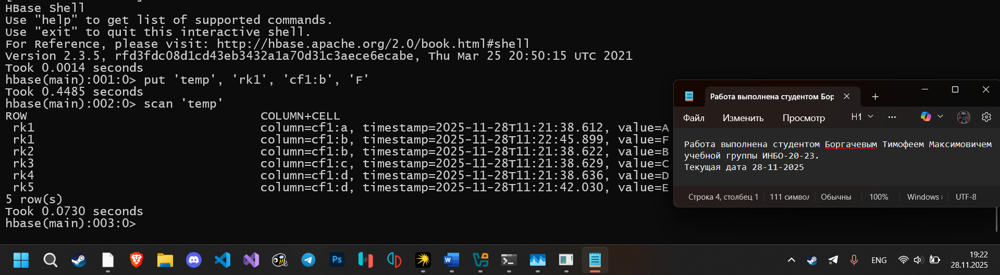 HBase Shell
Use "help" to get list of supported commands.
Use "exit" to quit this interactive shell.
For Reference, please visit: http://hbase.apache.org/2.0/book.html#shell
Version 2.3.5, rfd3fdc08d1cd43eb3432a1a70d31c3aece6ecabe, Thu Mar 25 20:50:15 UTC 2021
Took 0.0014 seconds
hbase(main):001:0> put 'temp', 'rk1', 'cf1:b', 'F'
Took 0.4485 seconds
hbase(main):002:0> scan 'temp'
ROW COLUMN+CELL
rk1 column=cf1:a, timestamp=2025-11-28T11:21:38.612, value=A
rk1 column=cf1:b, timestamp=2025-11-28T11:22:45.899, value=F
rk2 column=cf1:b, timestamp=2025-11-28T11:21:38.622, value=B
rk3 column=cf1:c, timestamp=2025-11-28T11:21:38.629, value=C
rk4 column=cf1:d, timestamp=2025-11-28T11:21:38.636, value=D
rk5 column=cf1:d, timestamp=2025-11-28T11:21:42.030, value=E
5 row(s)
Took 0.0730 seconds
hbase(main):003:0>
Работа выполнена студентом Бор
Файл Изменить Просмотр H1
Работа выполнена студентом Боргачевым Тимофеем Максимовичем
учебной группы ИНБО-20-23.
Текущая дата 28-11-2025
Строка 4, столбец 1 111 символ Обычны 100% Windows UTF-8
Ps
ENG
19:22
28.11.2025